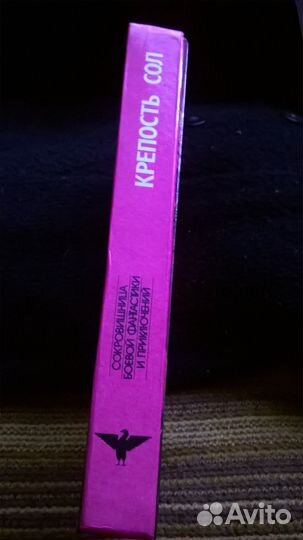 КРЕПОСТЬ СОЛ
СОКРОВИЩНИЦА
БОЕВОЙ ФАНТАСТИКИ
И ПРИКЛЮЧЕНИЙ
Avito